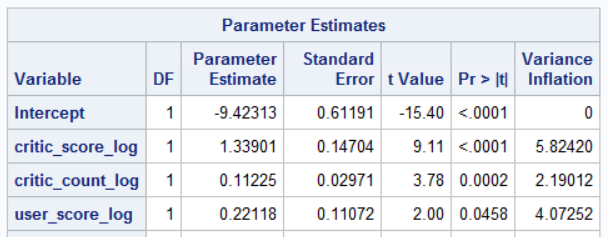 Parameter Estimates
Variable DF Parameter Estimate Standard Error t Value Pr > |t| Variance Inflation
Intercept 1 -9.42313 0.61191 -15.40 <.0001 0
critic_score_log 1 1.33901 0.14704 9.11 <.0001 5.82420
critic_count_log 1 0.11225 0.02971 3.78 0.0002 2.19012
user_score_log 1 0.22118 0.11072 2.00 0.0458 4.07252